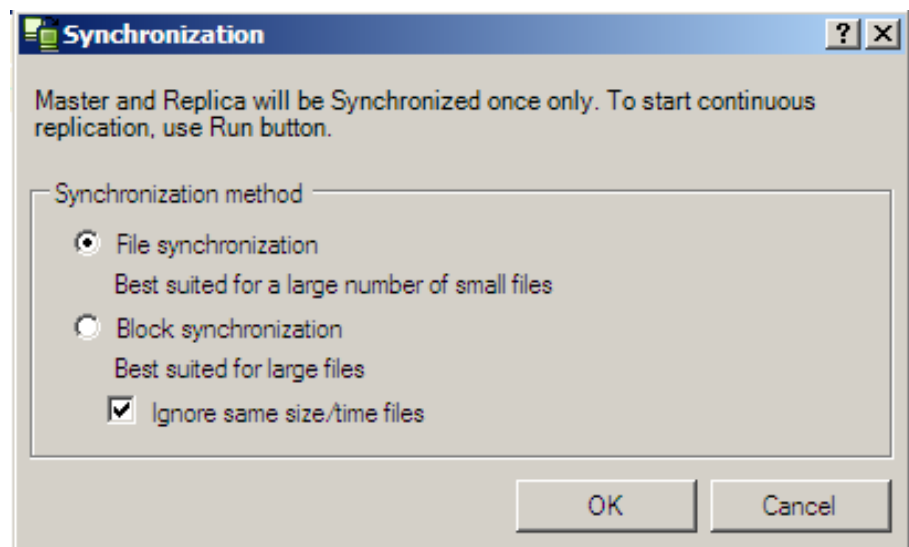 Synchronization
Master and Replica will be Synchronized once only. To start continuous
replication, use Run button.
Synchronization method
File synchronization
Best suited for a large number of small files
Block synchronization
Best suited for large files
Ignore same size/time files
OK Cancel